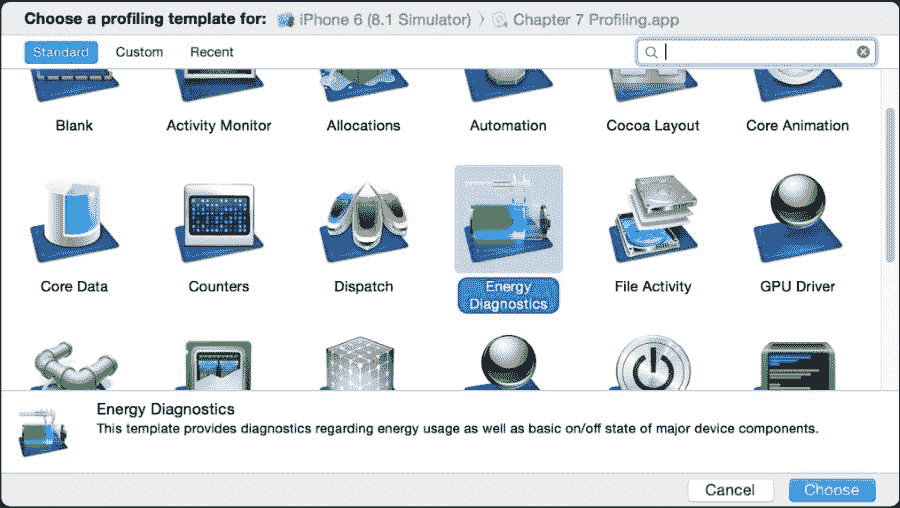 Choose a profiling template for: iPhone 6 (8.1 Simulator) 〉 Chapter 7 Profiling.app
Standard Custom Recent
Blank Activity Monitor Allocations Automation Cocoa Layout Core Animation
Core Data Counters Dispatch Energy Diagnostics File Activity GPU Driver
Energy Diagnostics
This template provides diagnostics regarding energy usage as well as basic on/off state of major device components.
Cancel Choose